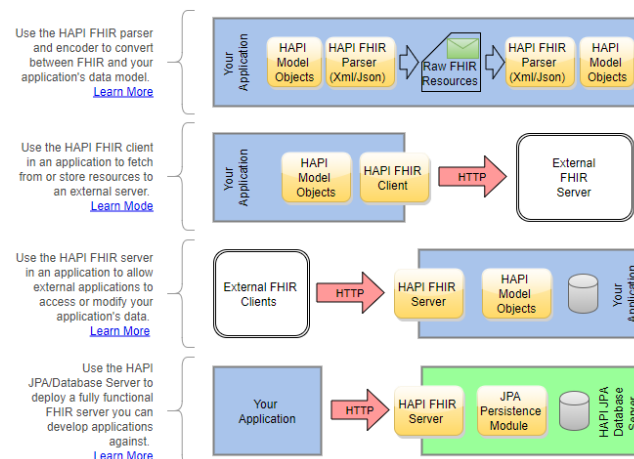 Use the HAPI FHIR parser
and encoder to convert
between FHIR and your
application's data model.
Learn More
Your
Application
HAPI
Model
Objects
HAPI FHIR
Parser
(Xml/Json)
Raw FHIR
Resources
HAPI FHIR
Parser
(Xml/Json)
HAPI
Model
Objects
Use the HAPI FHIR client
in an application to fetch
from or store resources to
an external server.
Learn Mode
Your
Application
HAPI
Model
Objects
HAPI FHIR
Client
HTTP
External
FHIR
Server
Use the HAPI FHIR server
in an application to allow
external applications to
access or modify your
application's data.
Learn More
External FHIR
Clients
HTTP
HAPI FHIR
Server
HAPI
Model
Objects
Your
Application
Use the HAPI
JPA/Database Server to
deploy a fully functional
FHIR server you can
develop applications
against.
Learn More
Your
Application
HTTP
HAPI FHIR
Server
JPA
Persistence
Module
HAPI JPA
Database
Server